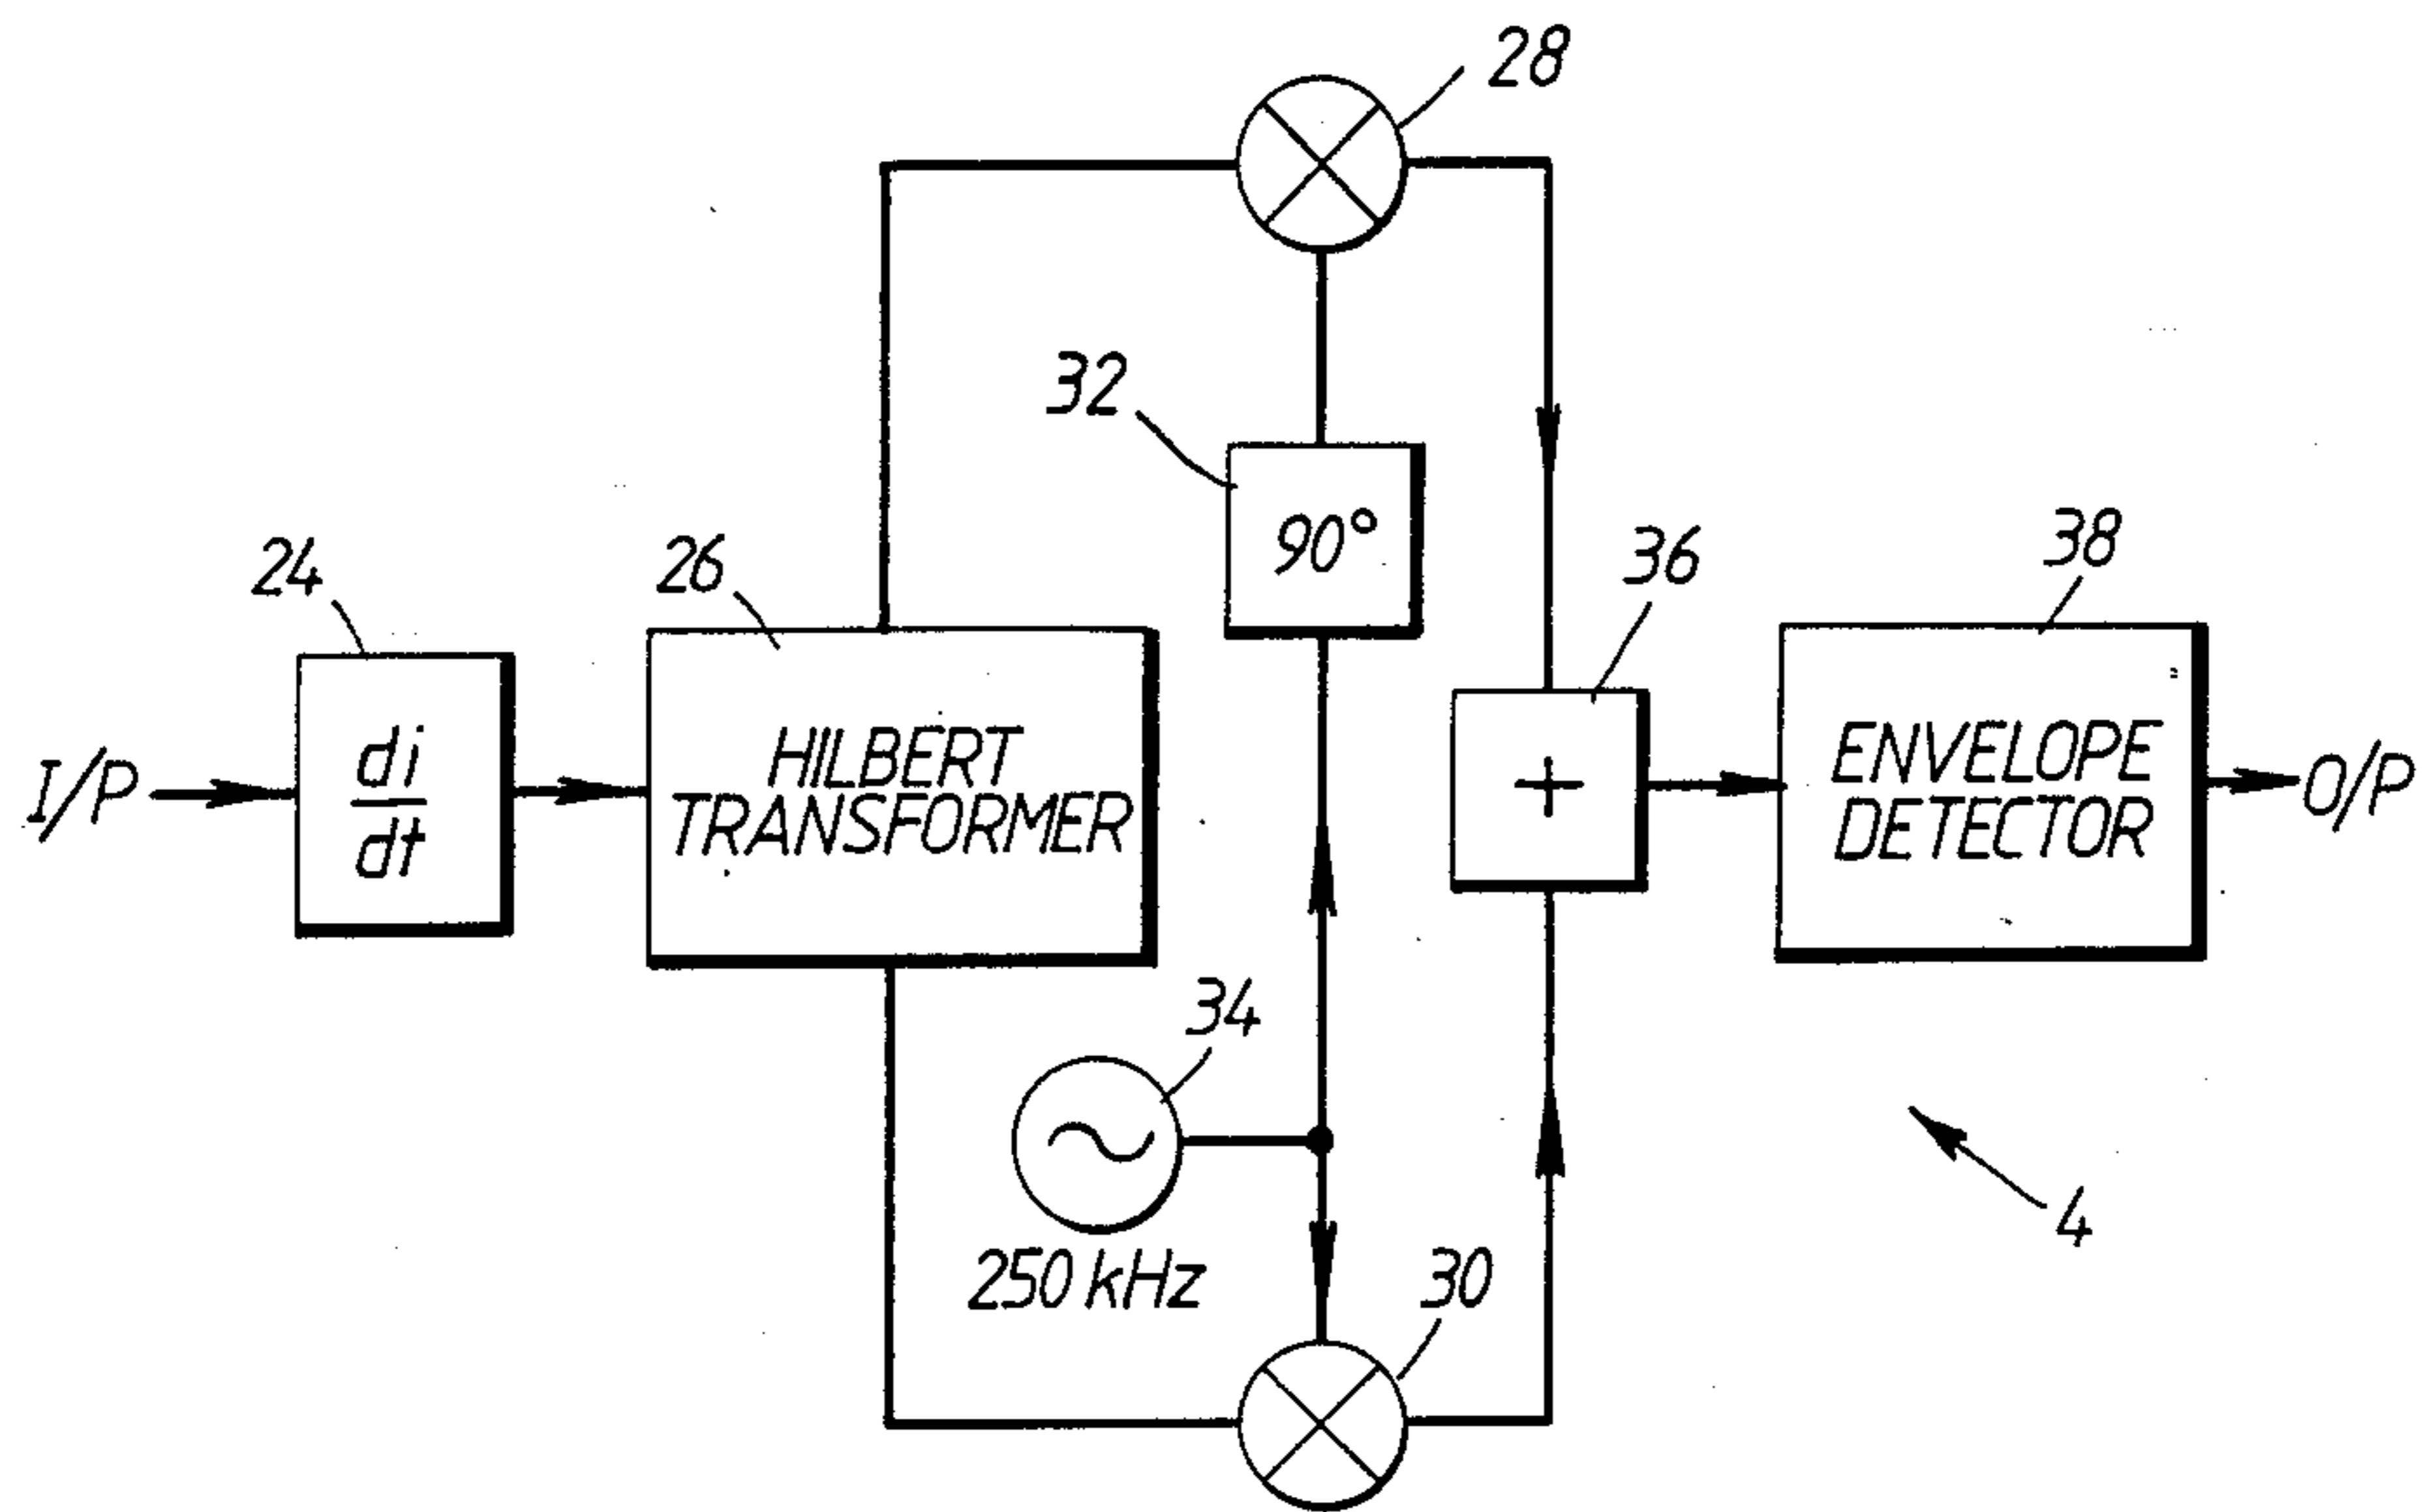 28
32
90°
24
26
36
38
I/P
di
dt
HILBERT
TRANSFORMER
+
ENVELOPE
DETECTOR
O/P
34
250 kHz
30
4